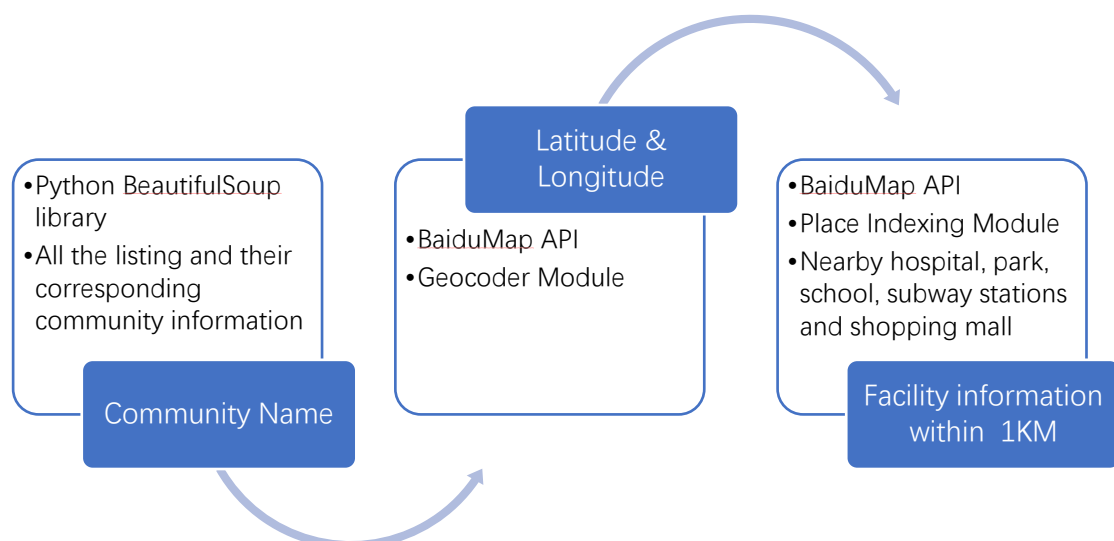 •Python BeautifulSoup
library
•All the listing and their
corresponding
community information
Community Name
Latitude &
Longitude
•BaiduMap API
•Geocoder Module
•BaiduMap API
•Place Indexing Module
•Nearby hospital, park,
school, subway stations
and shopping mall
Facility information
within 1KM